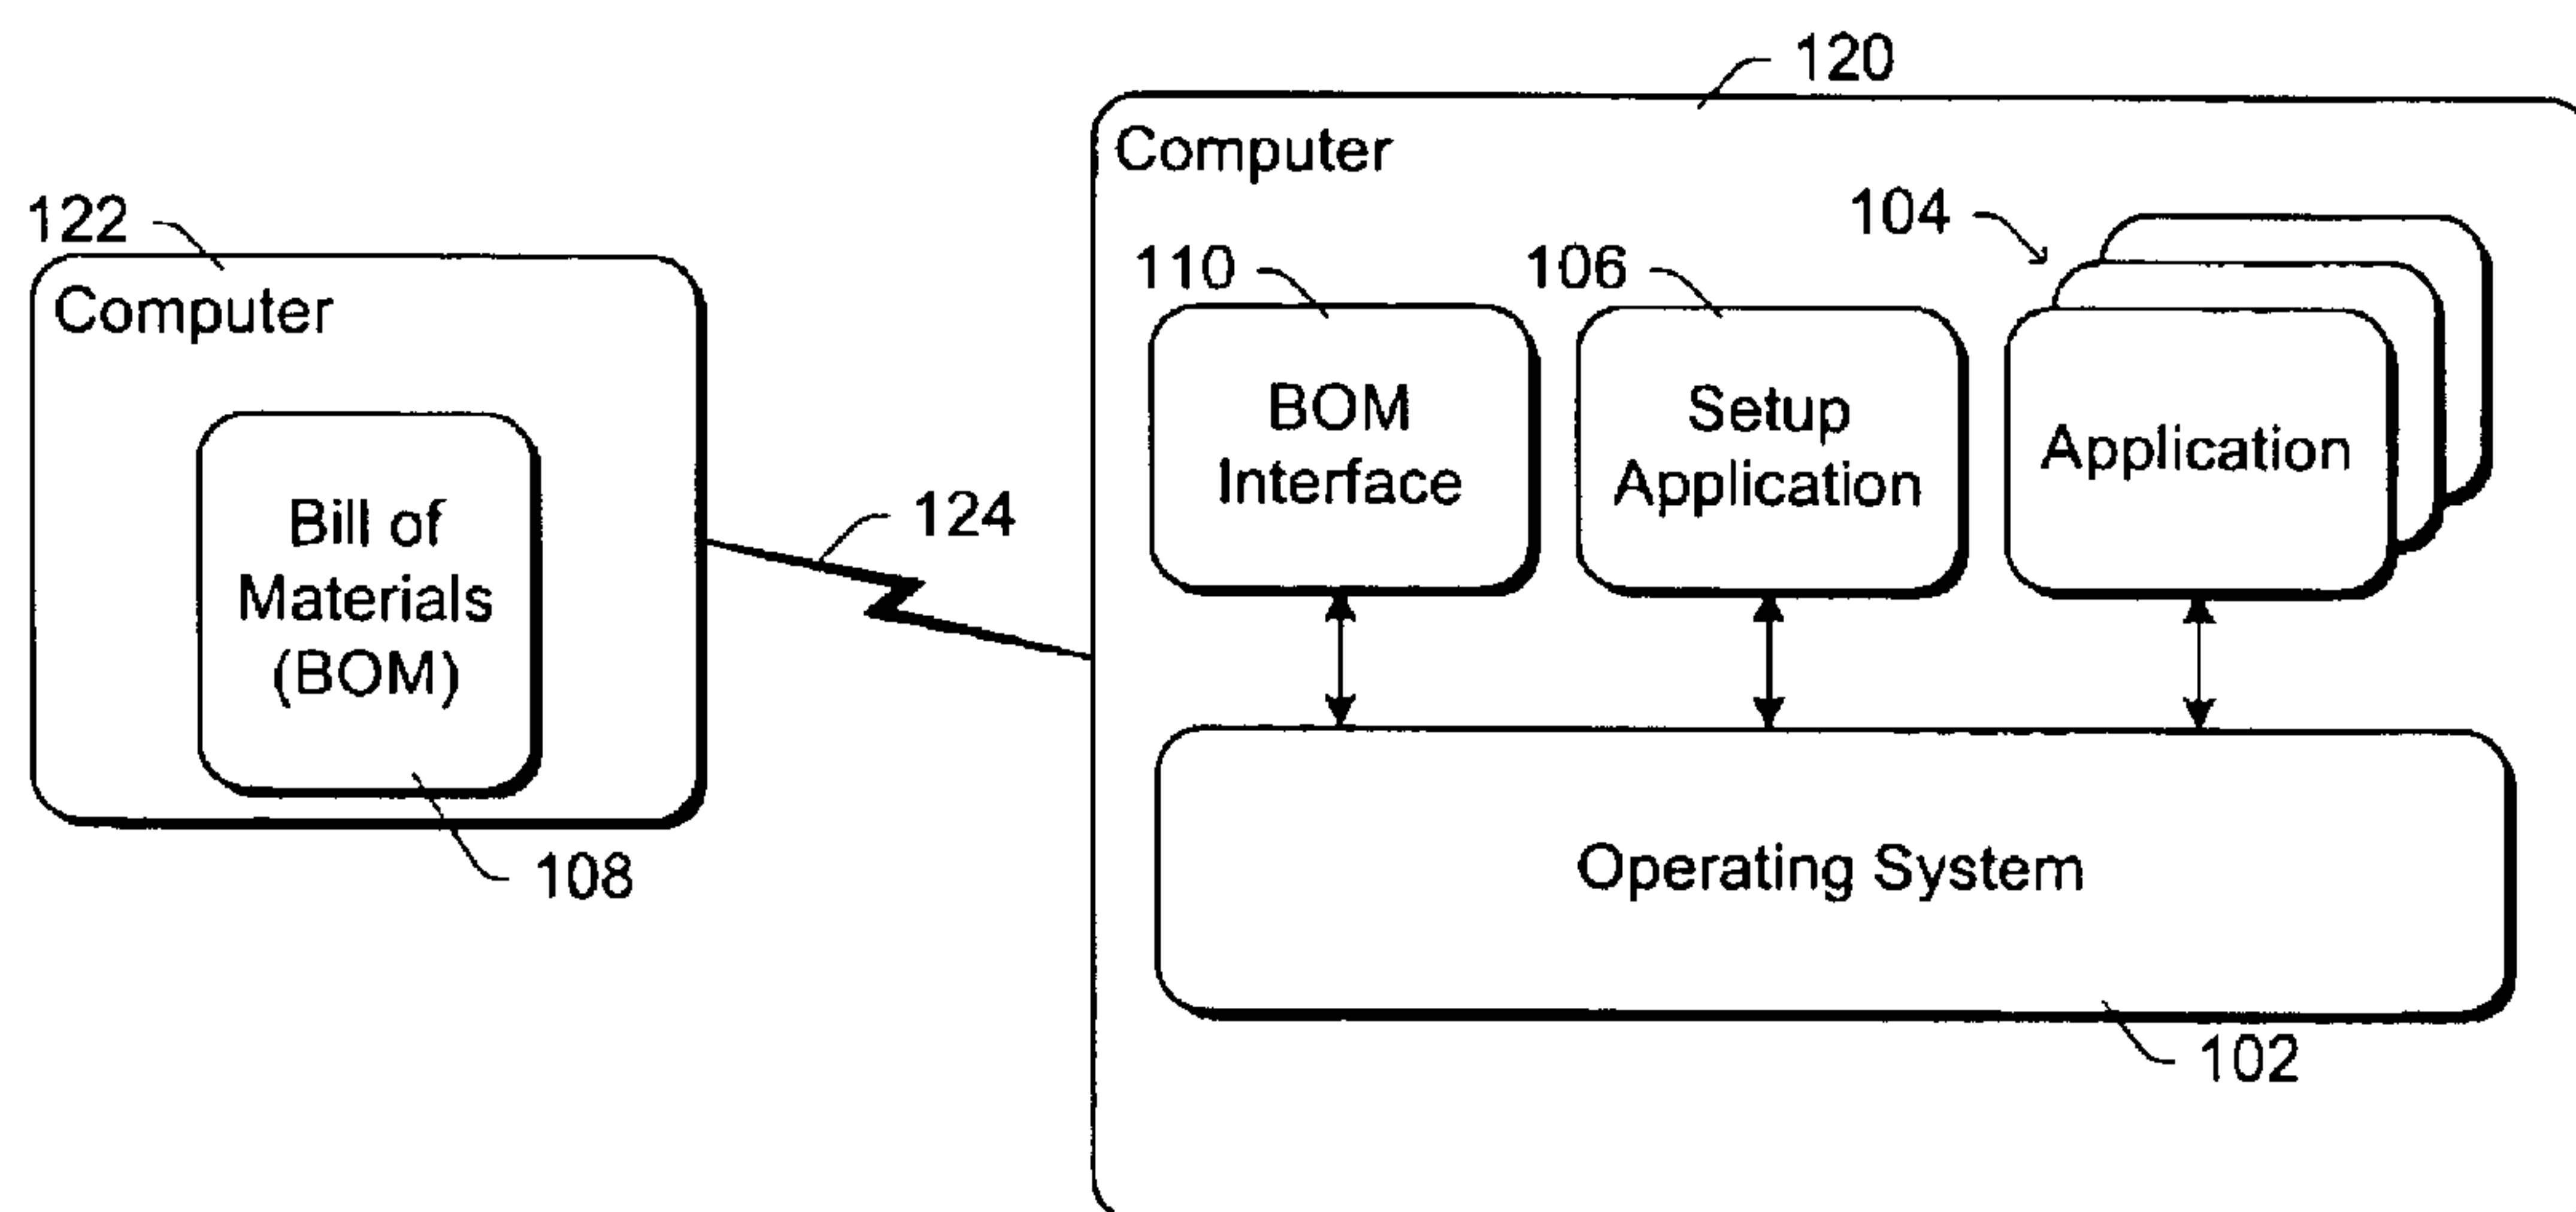 120
Computer
104
122
110
106
Computer
BOM
Interface
Setup
Application
Application
Bill of
Materials
(BOM)
124
Operating System
108
102